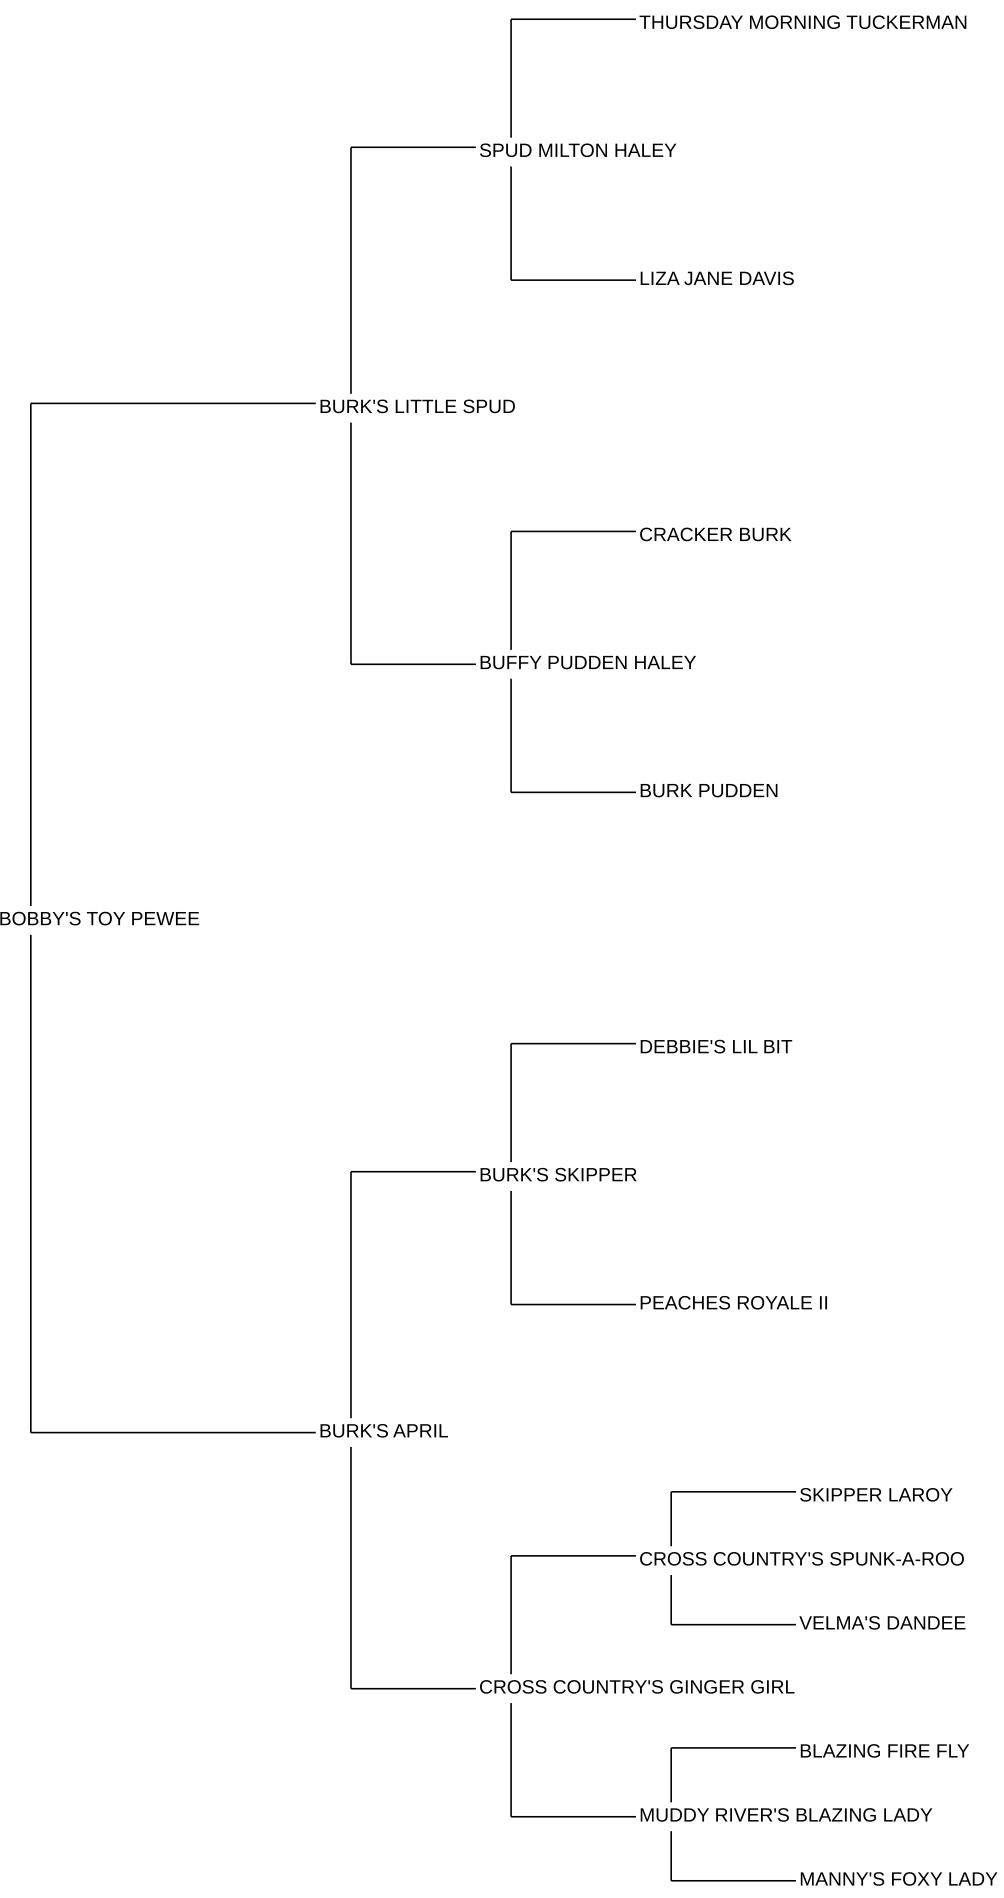 THURSDAY MORNING TUCKERMAN
SPUD MILTON HALEY
LIZA JANE DAVIS
BURK'S LITTLE SPUD
CRACKER BURK
BUFFY PUDDEN HALEY
BURK PUDDEN
BOBBY'S TOY PEWEE
DEBBIE'S LIL BIT
BURK'S SKIPPER
PEACHES ROYALE II
BURK'S APRIL
SKIPPER LAROY
CROSS COUNTRY'S SPUNK-A-ROO
VELMA'S DANDEE
CROSS COUNTRY'S GINGER GIRL
BLAZING FIRE FLY
MUDDY RIVER'S BLAZING LADY
MANNY'S FOXY LADY